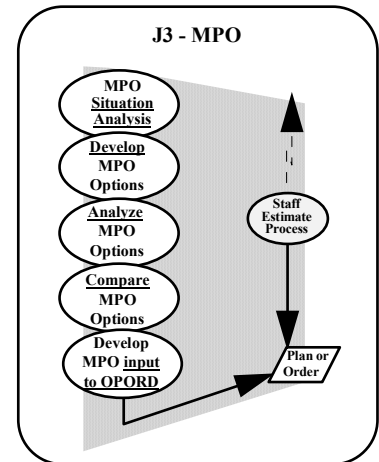 J3 - MPO
MPO
Situation
Analysis
Develop
MPO
Options
Analyze
MPO
Options
Compare
MPO
Options
Develop
MPO input
to OPORD
Staff
Estimate
Process
Plan or
Order